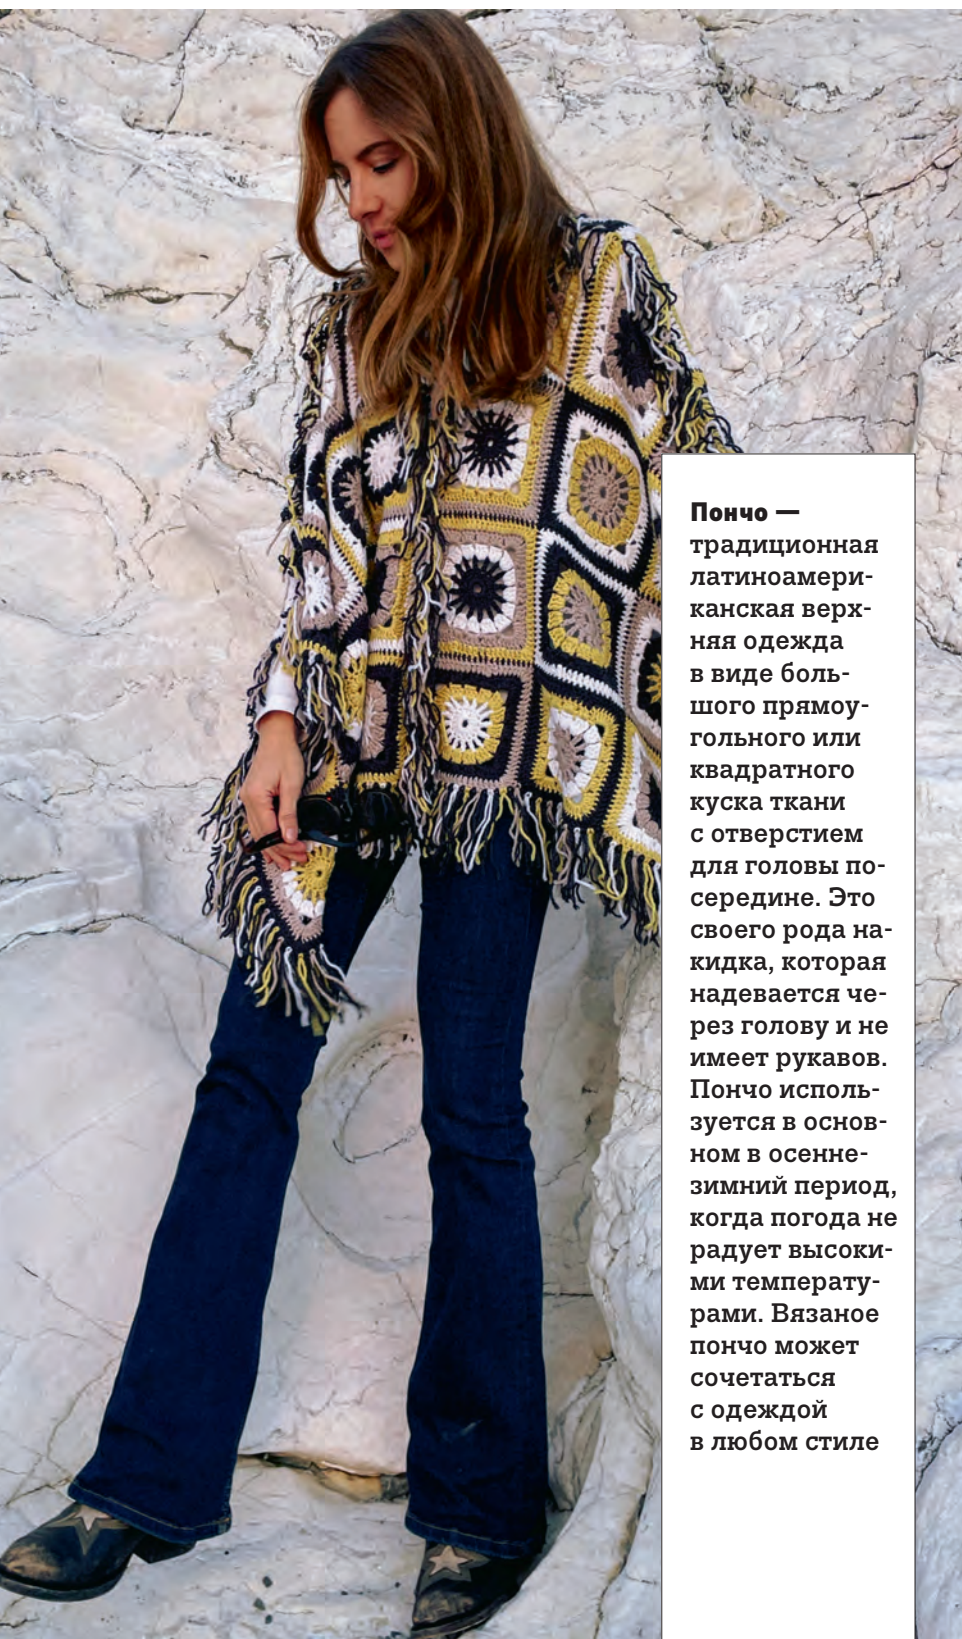 Пончо —
традиционная
латиноамери-
канская верх-
няя одежда
в виде боль-
шого прямоу-
гольного или
квадратного
куска ткани
с отверстием
для головы по-
середине. Это
своего рода на-
кидка, которая
надевается че-
рез голову и не
имеет рукавов.
Пончо исполь-
зуется в основ-
ном в осенне-
зимний период,
когда погода не
радует высоки-
ми температу-
рами. Вязаное
пончо может
сочетаться
с одеждой
в любом стиле